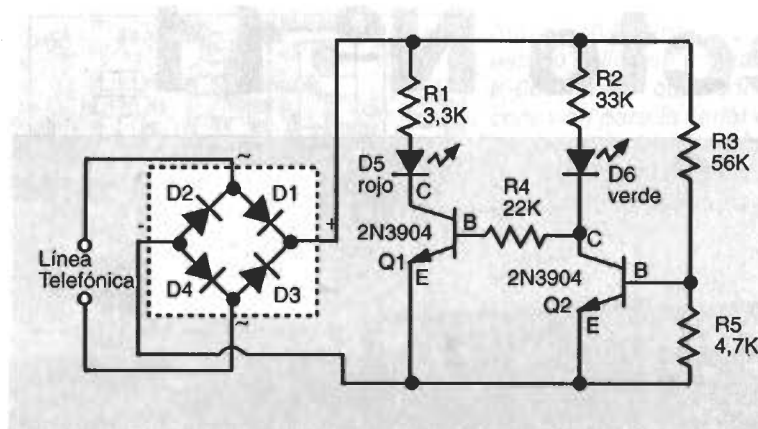 R1
3,3K
R2
33K
R3
56K
D5
rojo
D6
verde
R4
22K
C
B
E
2N3904
Q1
C
B
E
2N3904
Q2
R5
4,7K
Línea
Telefónica
~
D2
D1
-
+
D4
D3
~